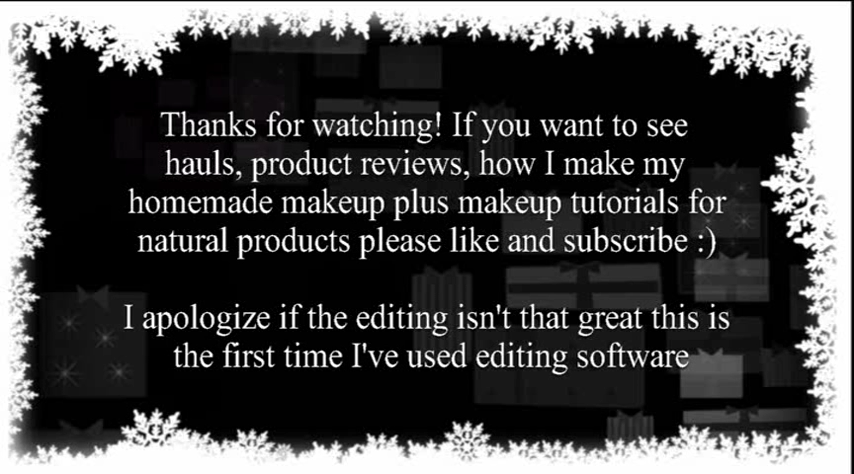 Thanks for watching! If you want to see
hauls, product reviews, how I make my
homemade makeup plus makeup tutorials for
natural products please like and subscribe :)
I apologize if the editing isn't that great this is
the first time I've used editing software